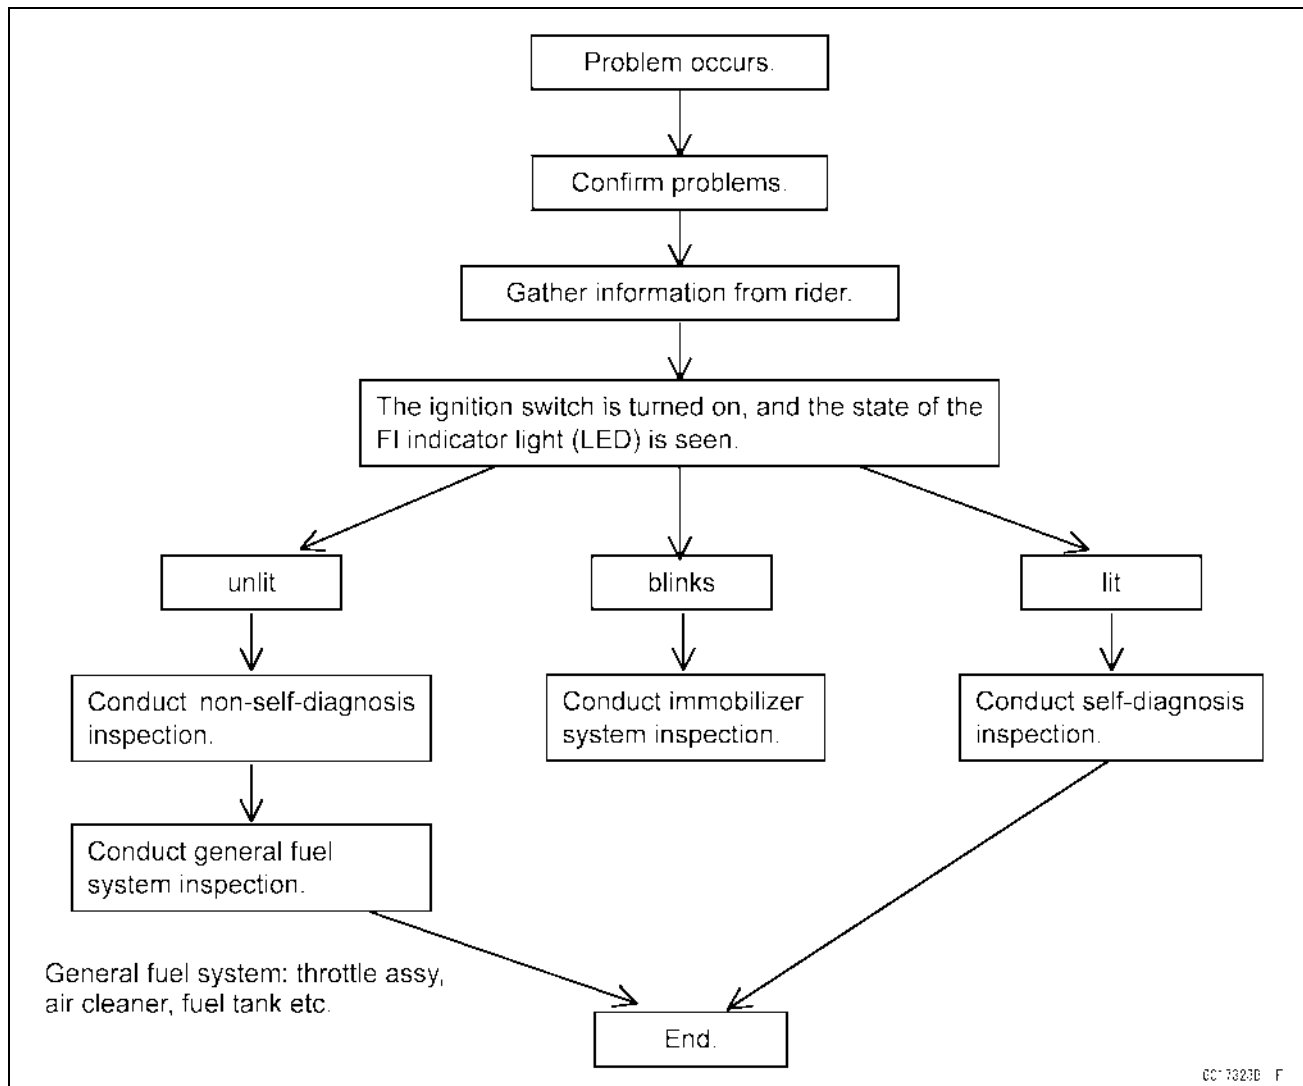 Problem occurs.
Confirm problems.
Gather information from rider.
The ignition switch is turned on, and the state of the
FI indicator light (LED) is seen.
unlit
blinks
lit
Conduct non-self-diagnosis
inspection.
Conduct immobilizer
system inspection.
Conduct self-diagnosis
inspection.
Conduct general fuel
system inspection.
General fuel system: throttle assy,
air cleaner, fuel tank etc.
End.